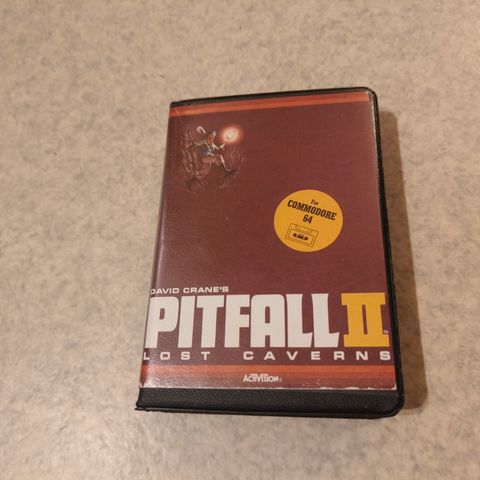 For
COMMODORE
64
DAVID CRANE'S
PITFALL II
LOST CAVERNS
ACTIVISION